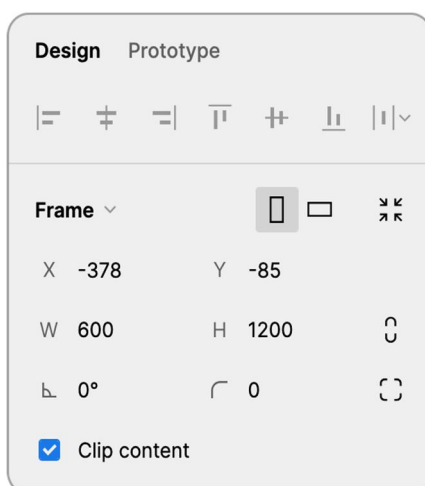 Design Prototype
Frame
X -378 Y -85
W 600 H 1200
0° 0
Clip content